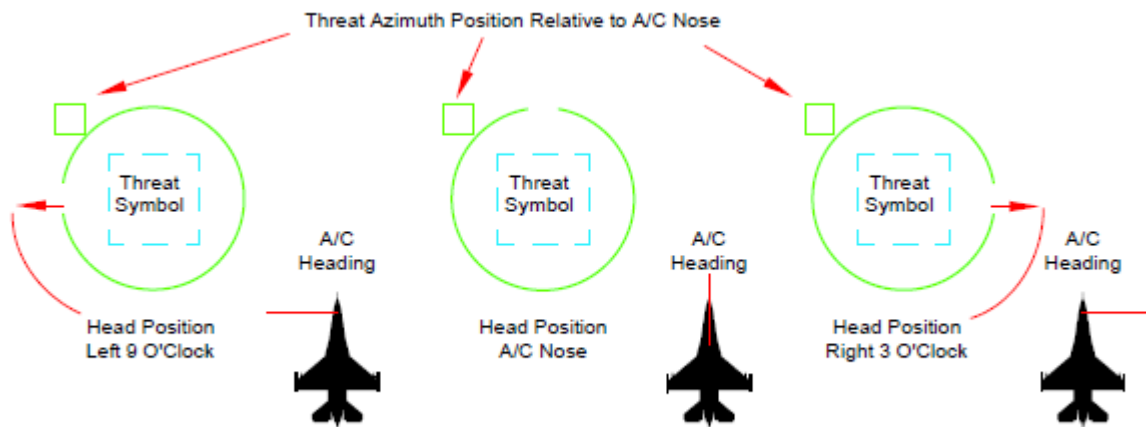 Threat Azimuth Position Relative to A/C Nose
Threat
Symbol
A/C
Heading
Head Position
Left 9 O'Clock
Threat
Symbol
A/C
Heading
Head Position
A/C Nose
Threat
Symbol
A/C
Heading
Head Position
Right 3 O'Clock